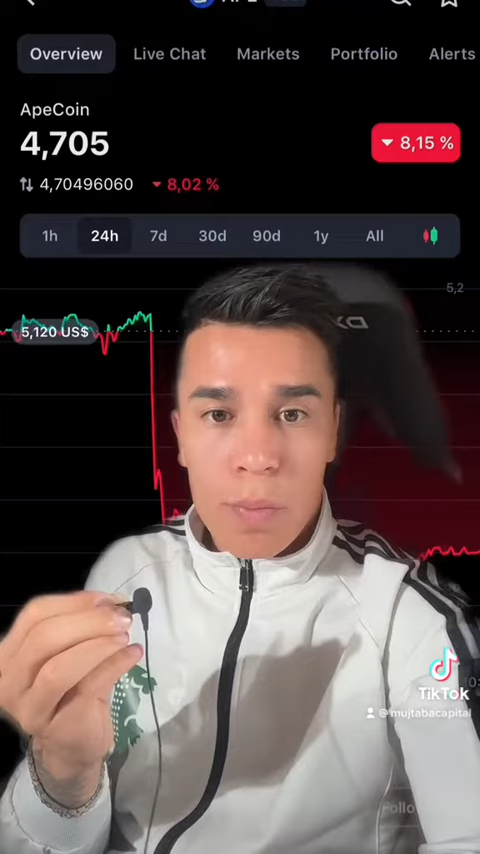 Overview Live Chat Markets Portfolio Alerts
ApeCoin
4,705
8,15 %
4,70496060 8,02 %
1h 24h 7d 30d 90d 1y All
5,2
5,120 US$
TikTok
@mujtabacapital